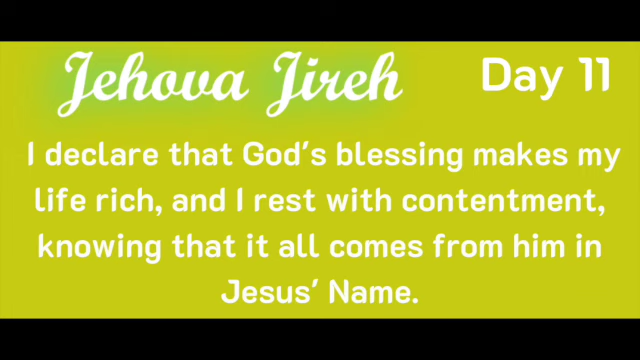 Jehova Jireh Day 11
I declare that God's blessing makes my
life rich, and I rest with contentment,
knowing that it all comes from him in
Jesus' Name.